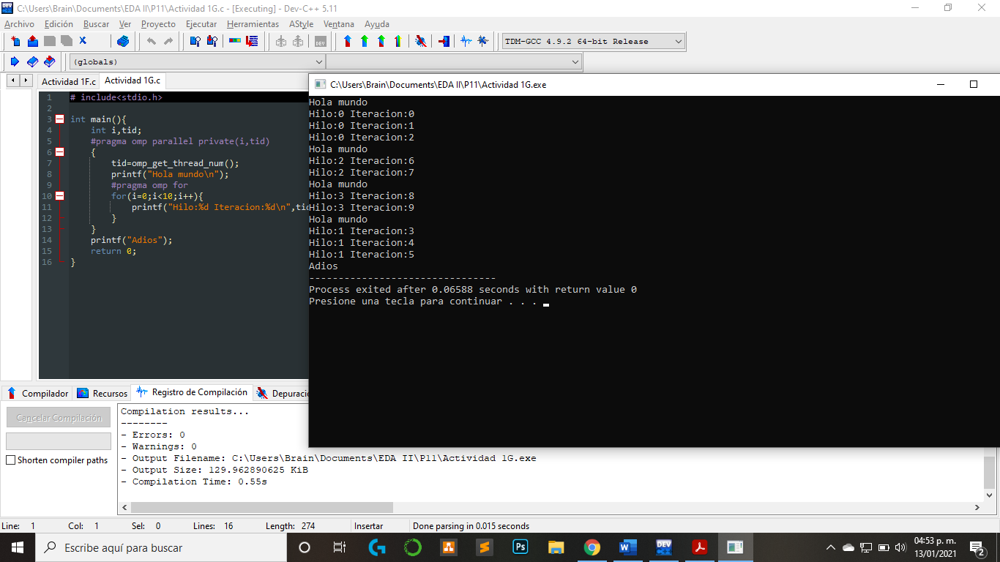 C:\Users\Brain\Documents\EDA II\P11\Actividad 1G.c - [Executing] - Dev-C++ 5.11
Archivo Edición Buscar Ver Proyecto Ejecutar Herramientas AStyle Ventana Ayuda
TDM-GCC 4.9.2 64-bit Release
(globals)
Actividad 1F.c Actividad 1G.c
1 # include<stdio.h>
2
3 int main(){
4 int i,tid;
5 #pragma omp parallel private(i,tid)
6 {
7 tid=omp_get_thread_num();
8 printf("Hola mundo\n");
9 #pragma omp for
10 for(i=0;i<10;i++){
11 printf("Hilo:%d Iteracion:%d\n",tid
12 }
13 }
14 printf("Adios");
15 return 0;
16 }
C:\Users\Brain\Documents\EDA II\P11\Actividad 1G.exe
Hola mundo
Hilo:0 Iteracion:0
Hilo:0 Iteracion:1
Hilo:0 Iteracion:2
Hola mundo
Hilo:2 Iteracion:6
Hilo:2 Iteracion:7
Hola mundo
Hilo:3 Iteracion:8
Hilo:3 Iteracion:9
Hola mundo
Hilo:1 Iteracion:3
Hilo:1 Iteracion:4
Hilo:1 Iteracion:5
Adios
--------------------------------
Process exited after 0.06588 seconds with return value 0
Presione una tecla para continuar . . .
Compilador Recursos Registro de Compilación Depuraci
Cancelar Compilación
Shorten compiler paths
Compilation results...
--------
- Errors: 0
- Warnings: 0
- Output Filename: C:\Users\Brain\Documents\EDA II\P11\Actividad 1G.exe
- Output Size: 129.962890625 KiB
- Compilation Time: 0.55s
Line: 1 Col: 1 Sel: 0 Lines: 16 Length: 274 Insertar Done parsing in 0.015 seconds
Escribe aquí para buscar
04:53 p. m.
13/01/2021
2